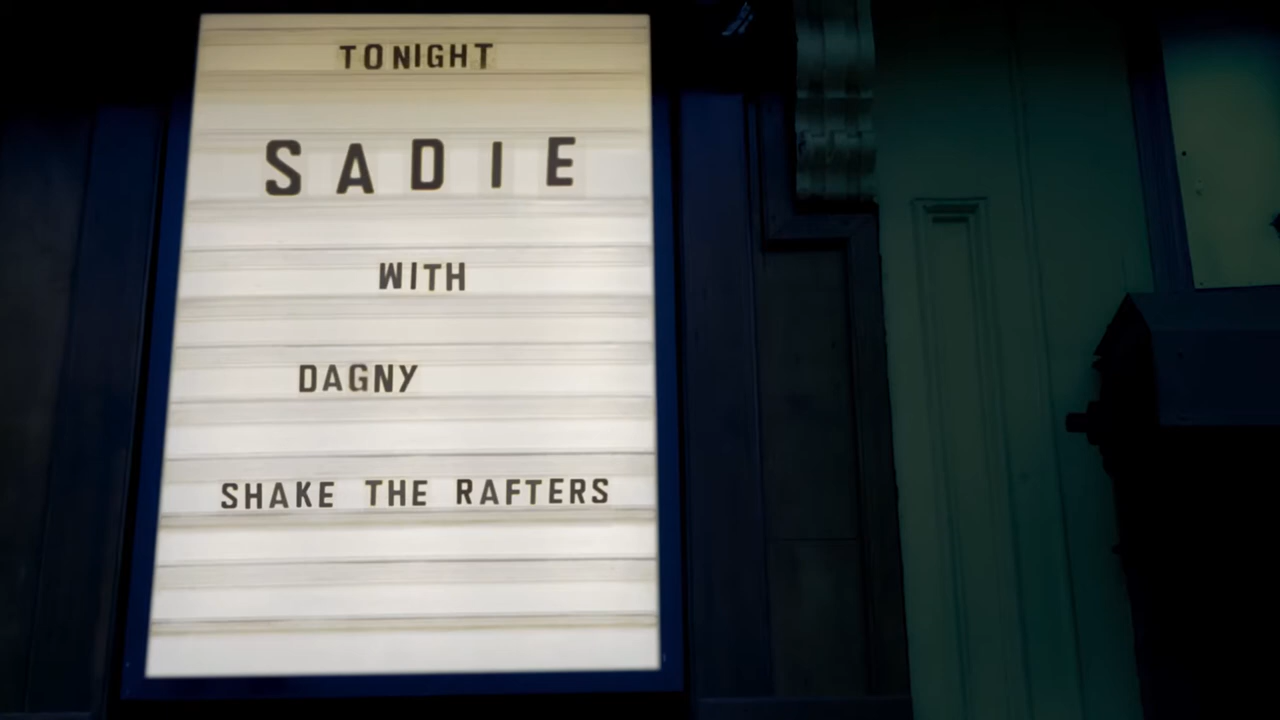 TONIGHT
SADIE
WITH
DAGNY
SHAKE THE RAFTERS